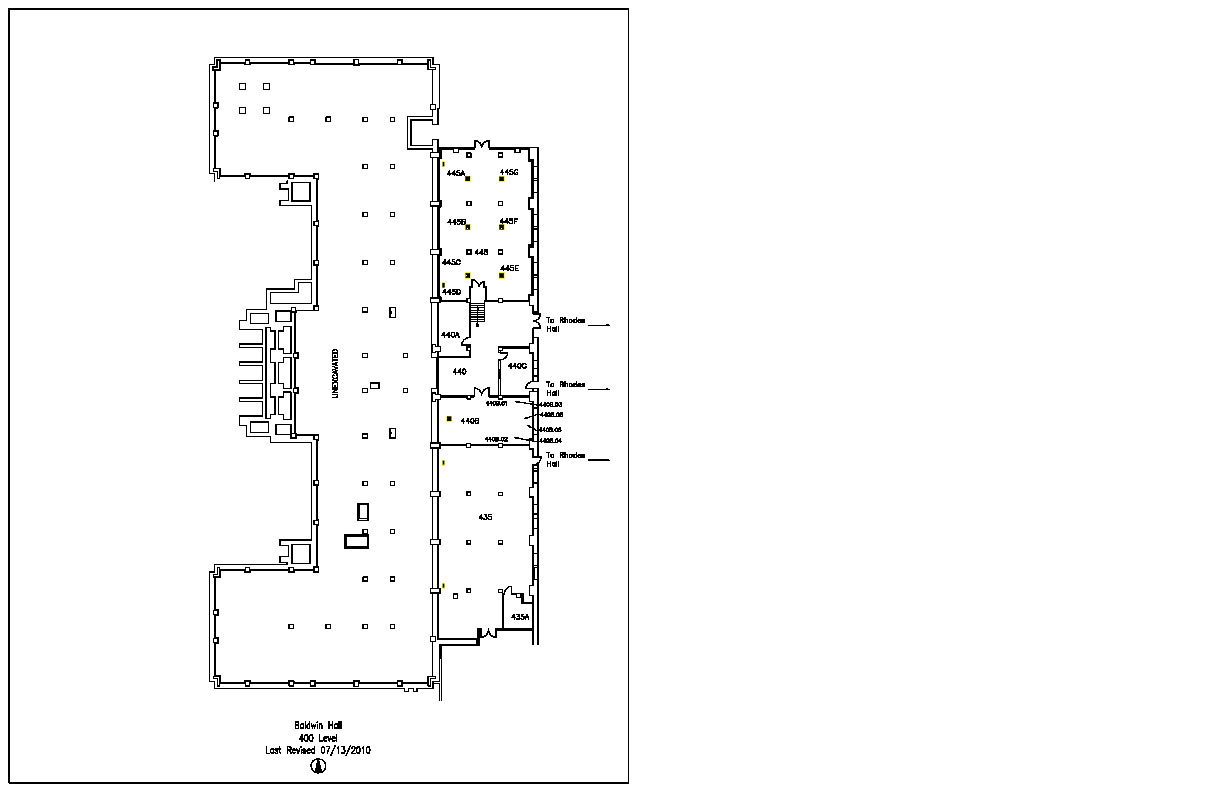 445A
445G
445B
445F
445C
445
445E
445D
To Rhodes
Hall
440A
440
440C
To Rhodes
Hall
UNEXCAVATED
440B.01
440B.03
440B
440B.05
440B.02
440B.04
To Rhodes
Hall
435
435A
Baldwin Hall
400 Level
Last Revised 07/13/2010